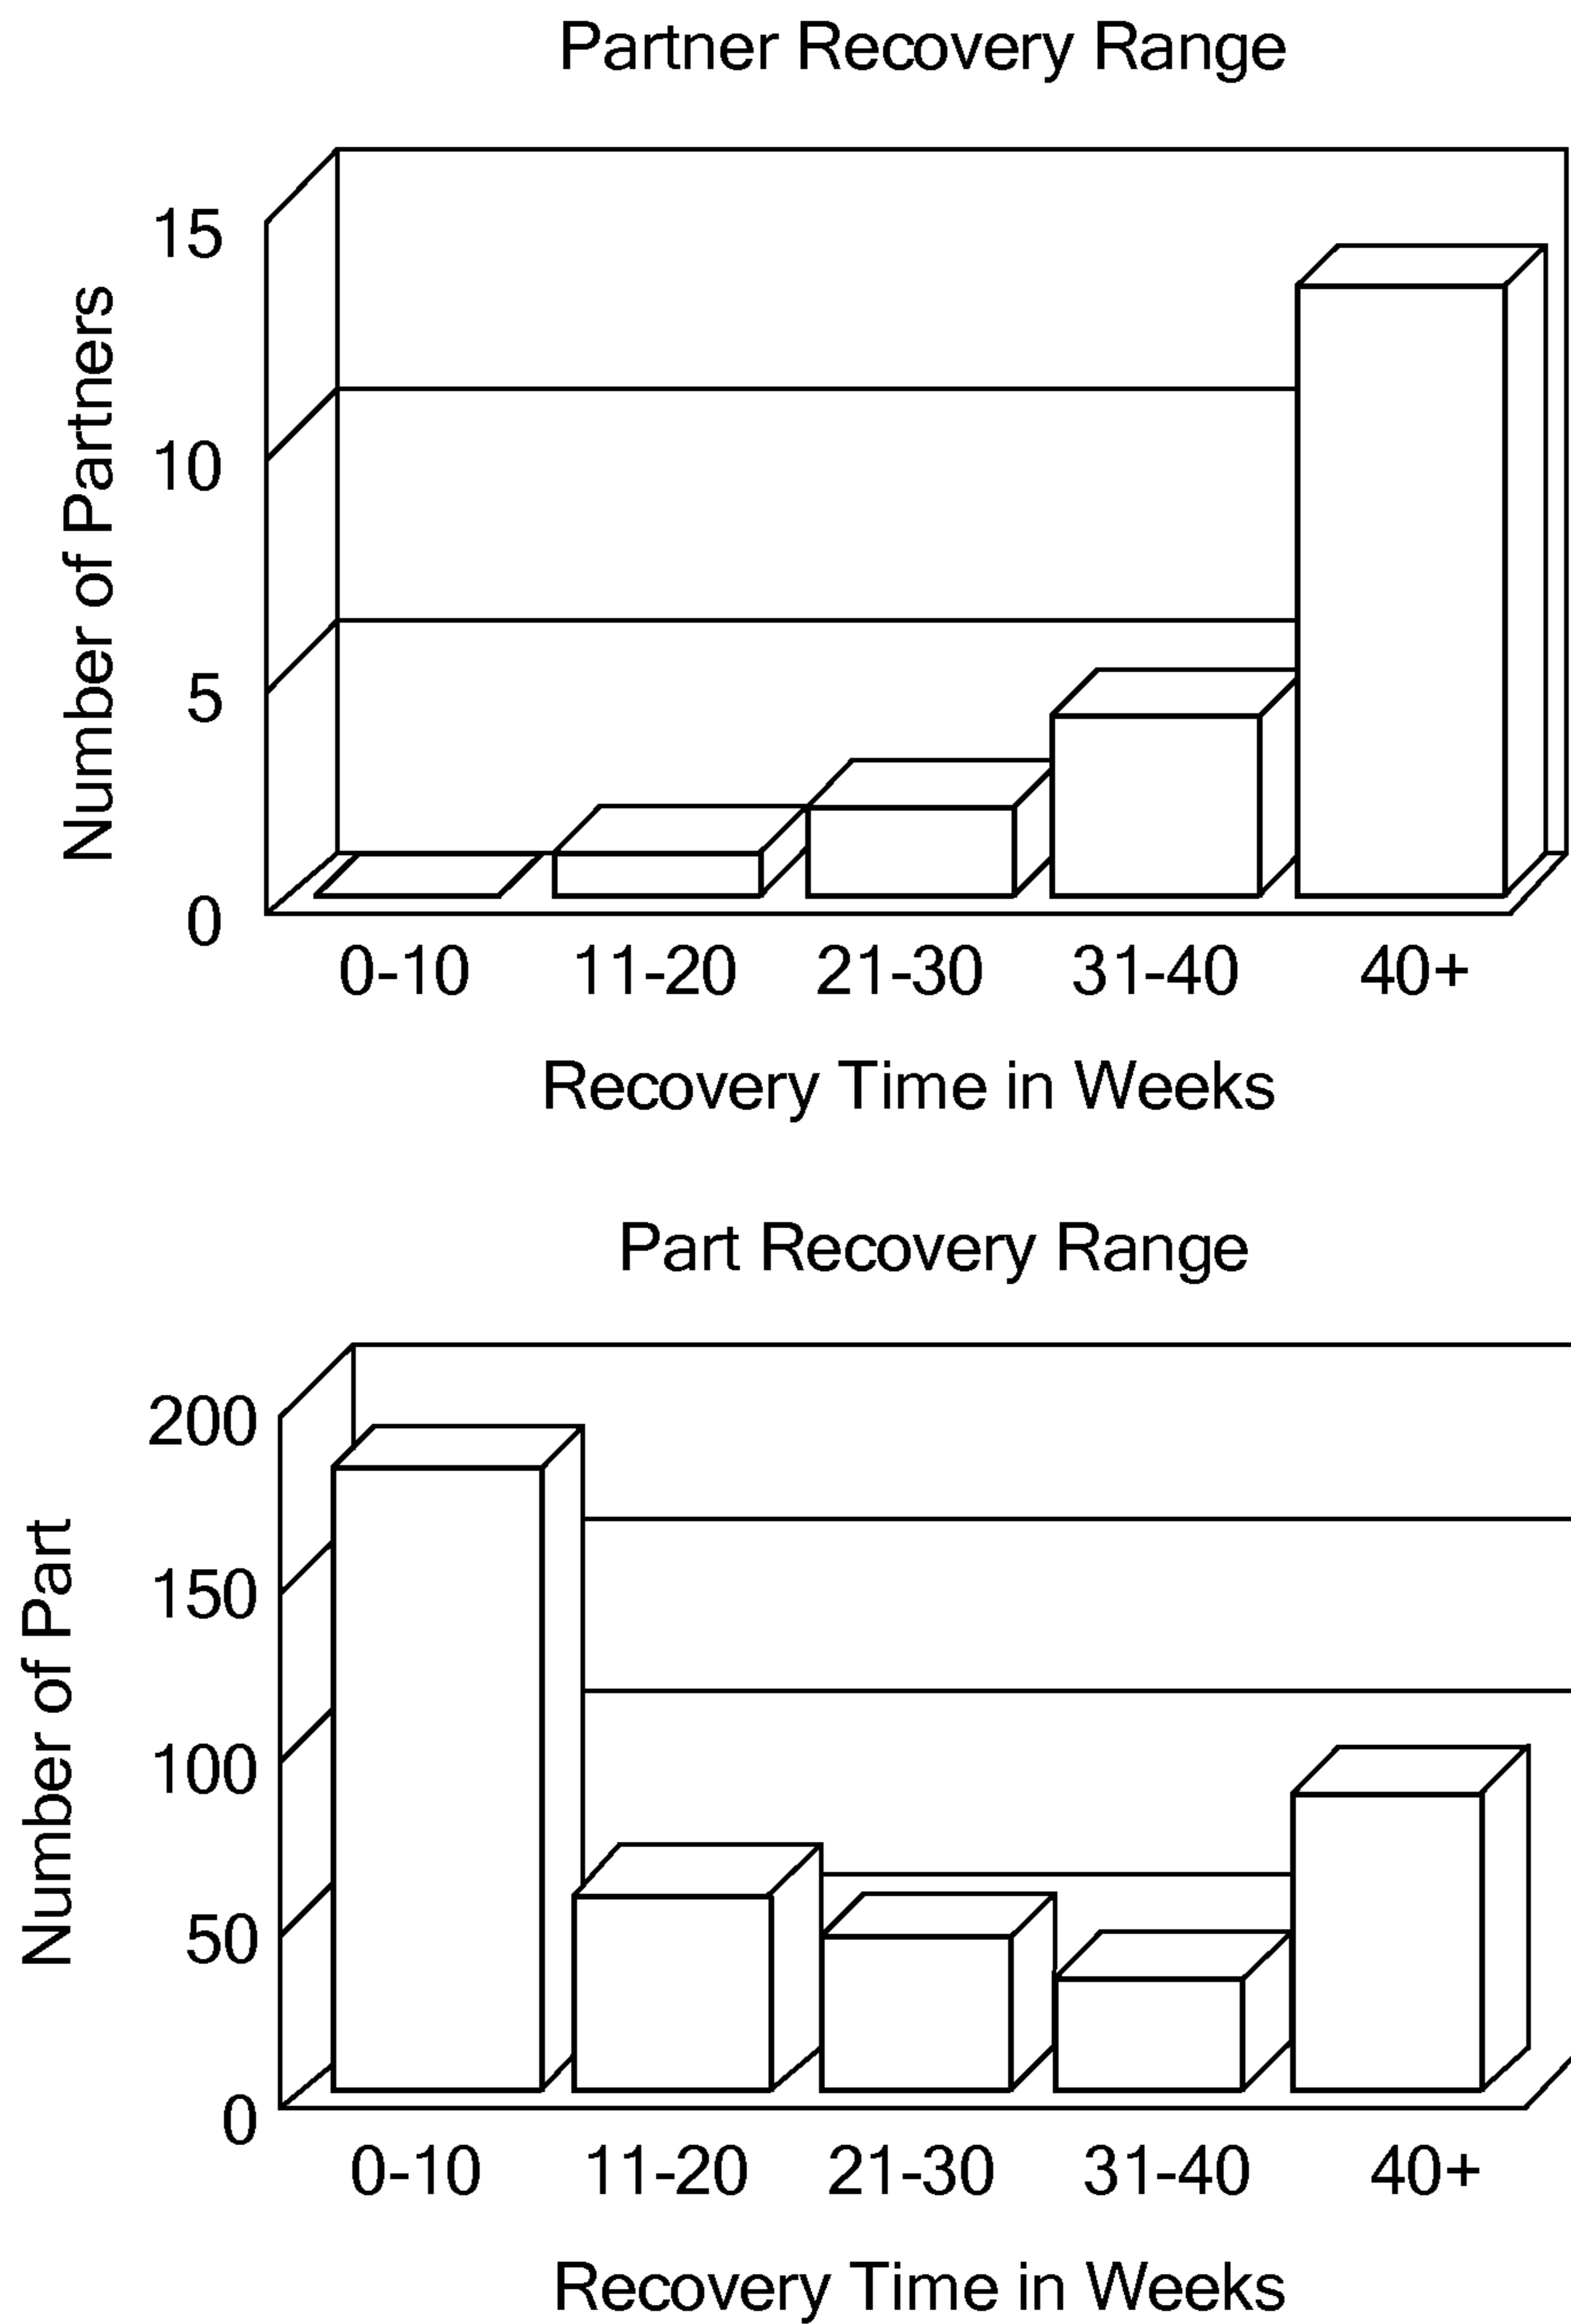 Partner Recovery Range
Number of Partners
15
10
5
0
0-10 11-20 21-30 31-40 40+
Recovery Time in Weeks
Part Recovery Range
Number of Part
200
150
100
50
0
0-10 11-20 21-30 31-40 40+
Recovery Time in Weeks